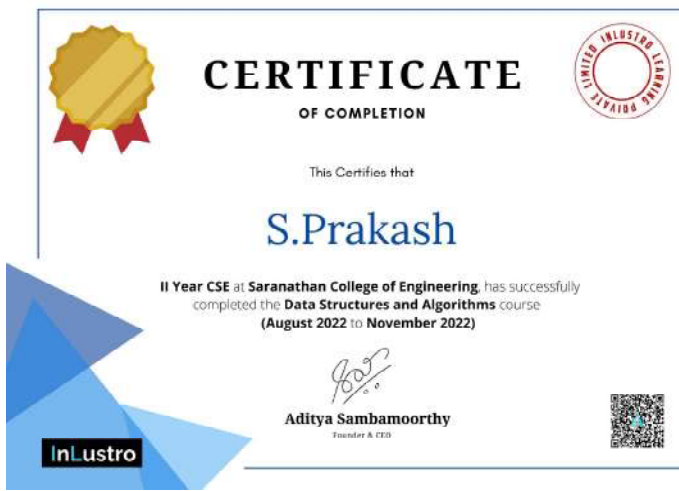 CERTIFICATE
OF COMPLETION
INLUSTRO LEARNING PRIVATE LIMITED
This Certifies that
S.Prakash
II Year CSE at Saranathan College of Engineering, has successfully
completed the Data Structures and Algorithms course
(August 2022 to November 2022)
Aditya Sambamoorthy
Founder & CEO
InLustro